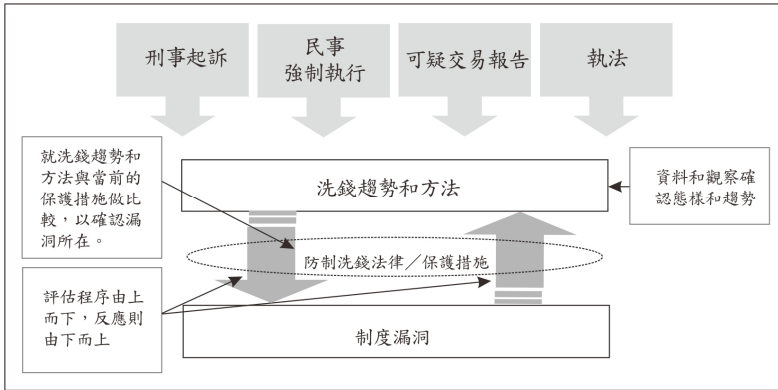 刑事起訴
民事
強制執行
可疑交易報告
執法
就洗錢趨勢和
方法與當前的
保護措施做比
較，以確認漏
洞所在。
洗錢趨勢和方法
資料和觀察確
認態樣和趨勢
防制洗錢法律／保護措施
評估程序由上
而下，反應則
由下而上
制度漏洞